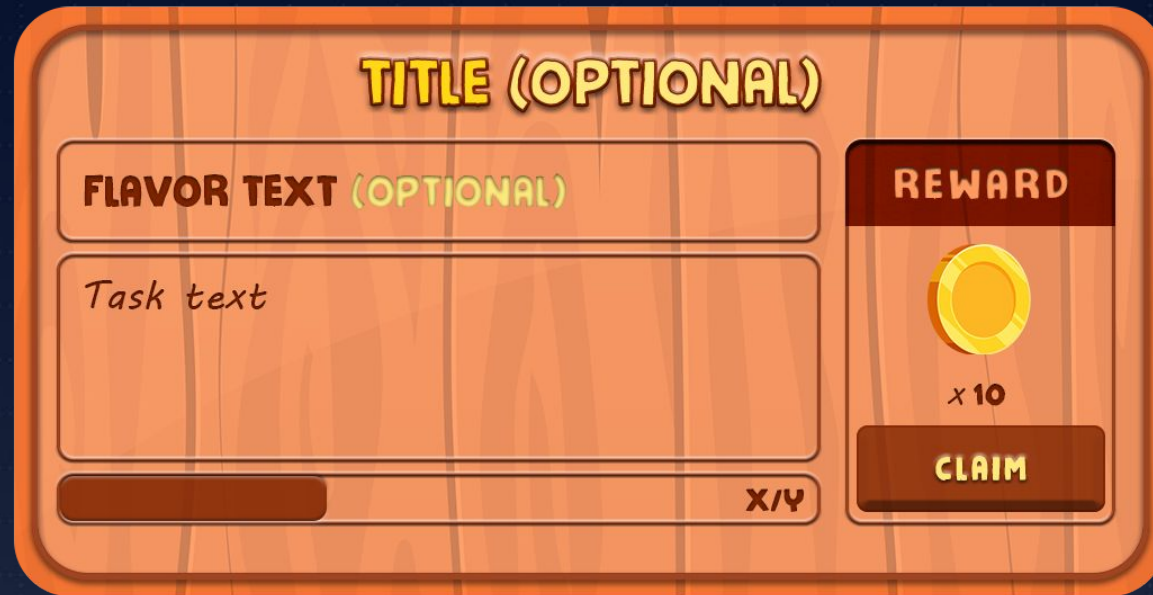 TITLE (OPTIONAL)
FLAVOR TEXT (OPTIONAL)
Task text
X/Y
REWARD
x 10
CLAIM